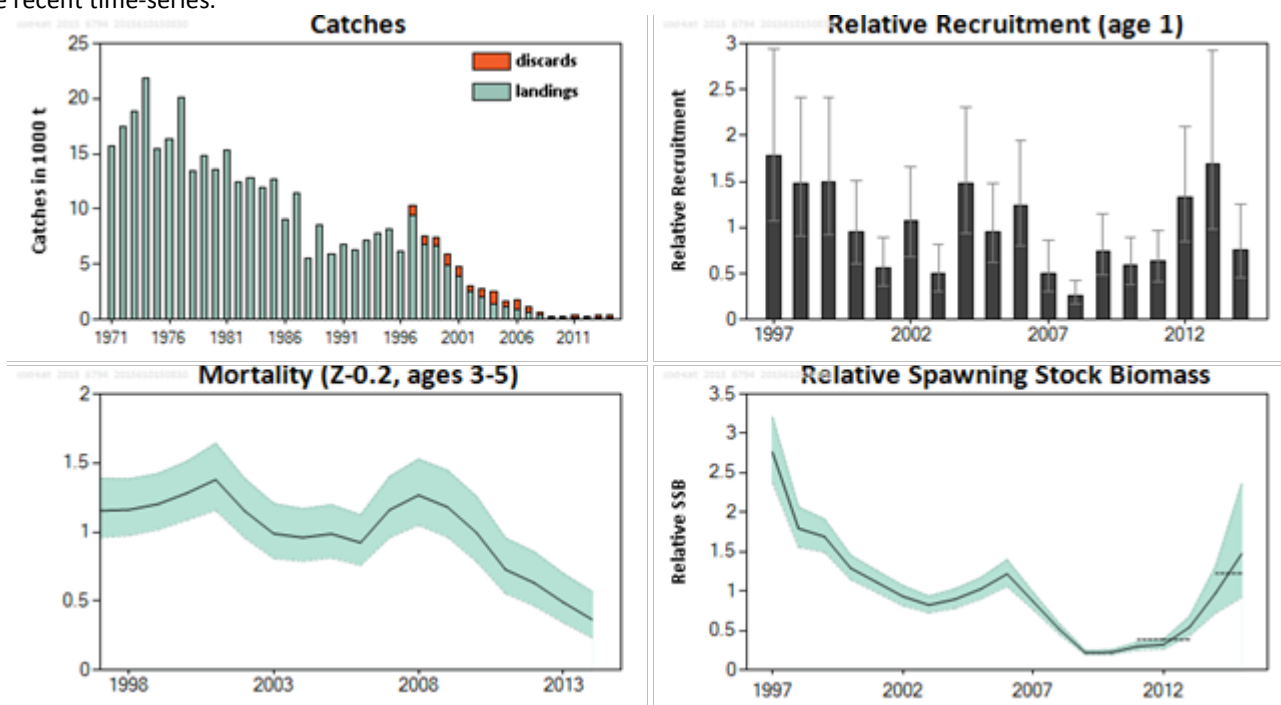 e recent time-series.
Catches
25
20
15
10
5
0
Catches in 1000 t
discards
landings
1971 1976 1981 1986 1991 1996 2001 2006 2011
Relative Recruitment (age 1)
3
2.5
2
1.5
1
0.5
0
Relative Recruitment
1997 2002 2007 2012
Mortality (Z-0.2, ages 3-5)
2
1.5
1
0.5
0
1998 2003 2008 2013
Relative Spawning Stock Biomass
3.5
3
2.5
2
1.5
1
0.5
0
Relative SSB
1997 2002 2007 2012